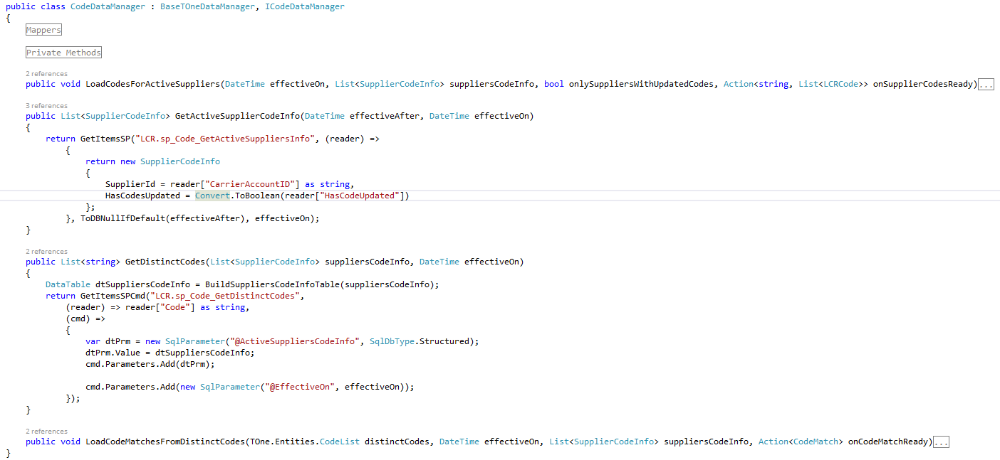 public class CodeDataManager : BaseTOneDataManager, ICodeDataManager
{
    Mappers
    Private Methods
    2 references
    public void LoadCodesForActiveSuppliers(DateTime effectiveOn, List<SupplierCodeInfo> suppliersCodeInfo, bool onlySuppliersWithUpdatedCodes, Action<string, List<LCRCode>> onSupplierCodesReady)...
    3 references
    public List<SupplierCodeInfo> GetActiveSupplierCodeInfo(DateTime effectiveAfter, DateTime effectiveOn)
    {
        return GetItemsSP("LCR.sp_Code_GetActiveSuppliersInfo", (reader) =>
            {
                return new SupplierCodeInfo
                {
                    SupplierId = reader["CarrierAccountID"] as string,
                    HasCodesUpdated = Convert.ToBoolean(reader["HasCodeUpdated"])
                };
            }, ToDBNullIfDefault(effectiveAfter), effectiveOn);
    }
    2 references
    public List<string> GetDistinctCodes(List<SupplierCodeInfo> suppliersCodeInfo, DateTime effectiveOn)
    {
        DataTable dtSuppliersCodeInfo = BuildSuppliersCodeInfoTable(suppliersCodeInfo);
        return GetItemsSPCmd("LCR.sp_Code_GetDistinctCodes",
            (reader) => reader["Code"] as string,
            (cmd) =>
            {
                var dtPrm = new SqlParameter("@ActiveSuppliersCodeInfo", SqlDbType.Structured);
                dtPrm.Value = dtSuppliersCodeInfo;
                cmd.Parameters.Add(dtPrm);
                cmd.Parameters.Add(new SqlParameter("@EffectiveOn", effectiveOn));
            });
    }
    2 references
    public void LoadCodeMatchesFromDistinctCodes(TOne.Entities.CodeList distinctCodes, DateTime effectiveOn, List<SupplierCodeInfo> suppliersCodeInfo, Action<CodeMatch> onCodeMatchReady)...
}